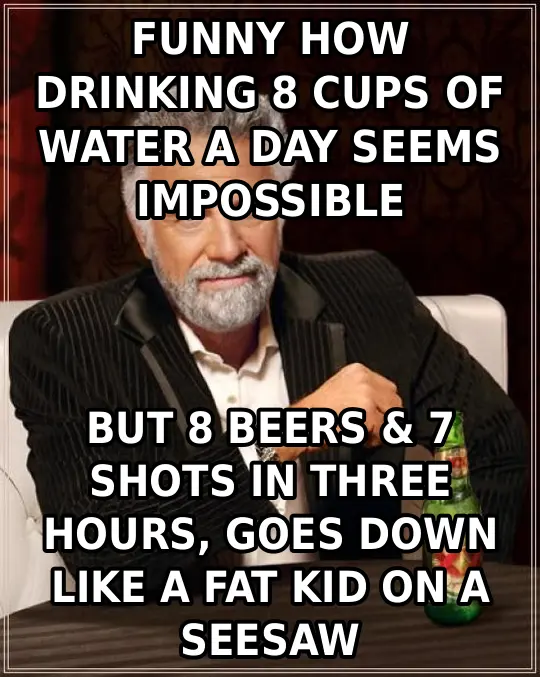 FUNNY HOW
DRINKING 8 CUPS OF
WATER A DAY SEEMS
IMPOSSIBLE
BUT 8 BEERS & 7
SHOTS IN THREE
HOURS, GOES DOWN
LIKE A FAT KID ON A
SEESAW